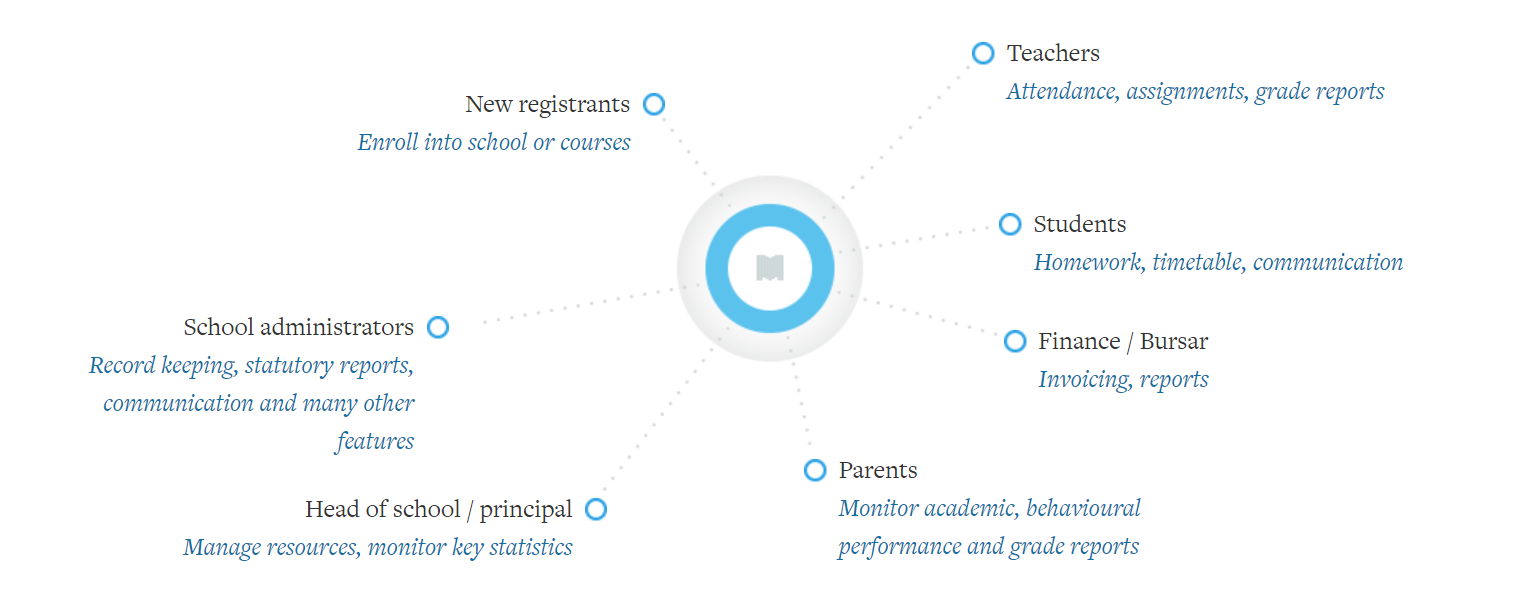 Teachers
Attendance, assignments, grade reports
New registrants
Enroll into school or courses
Students
Homework, timetable, communication
School administrators
Record keeping, statutory reports,
communication and many other
features
Finance / Bursar
Invoicing, reports
Parents
Monitor academic, behavioural
performance and grade reports
Head of school / principal
Manage resources, monitor key statistics